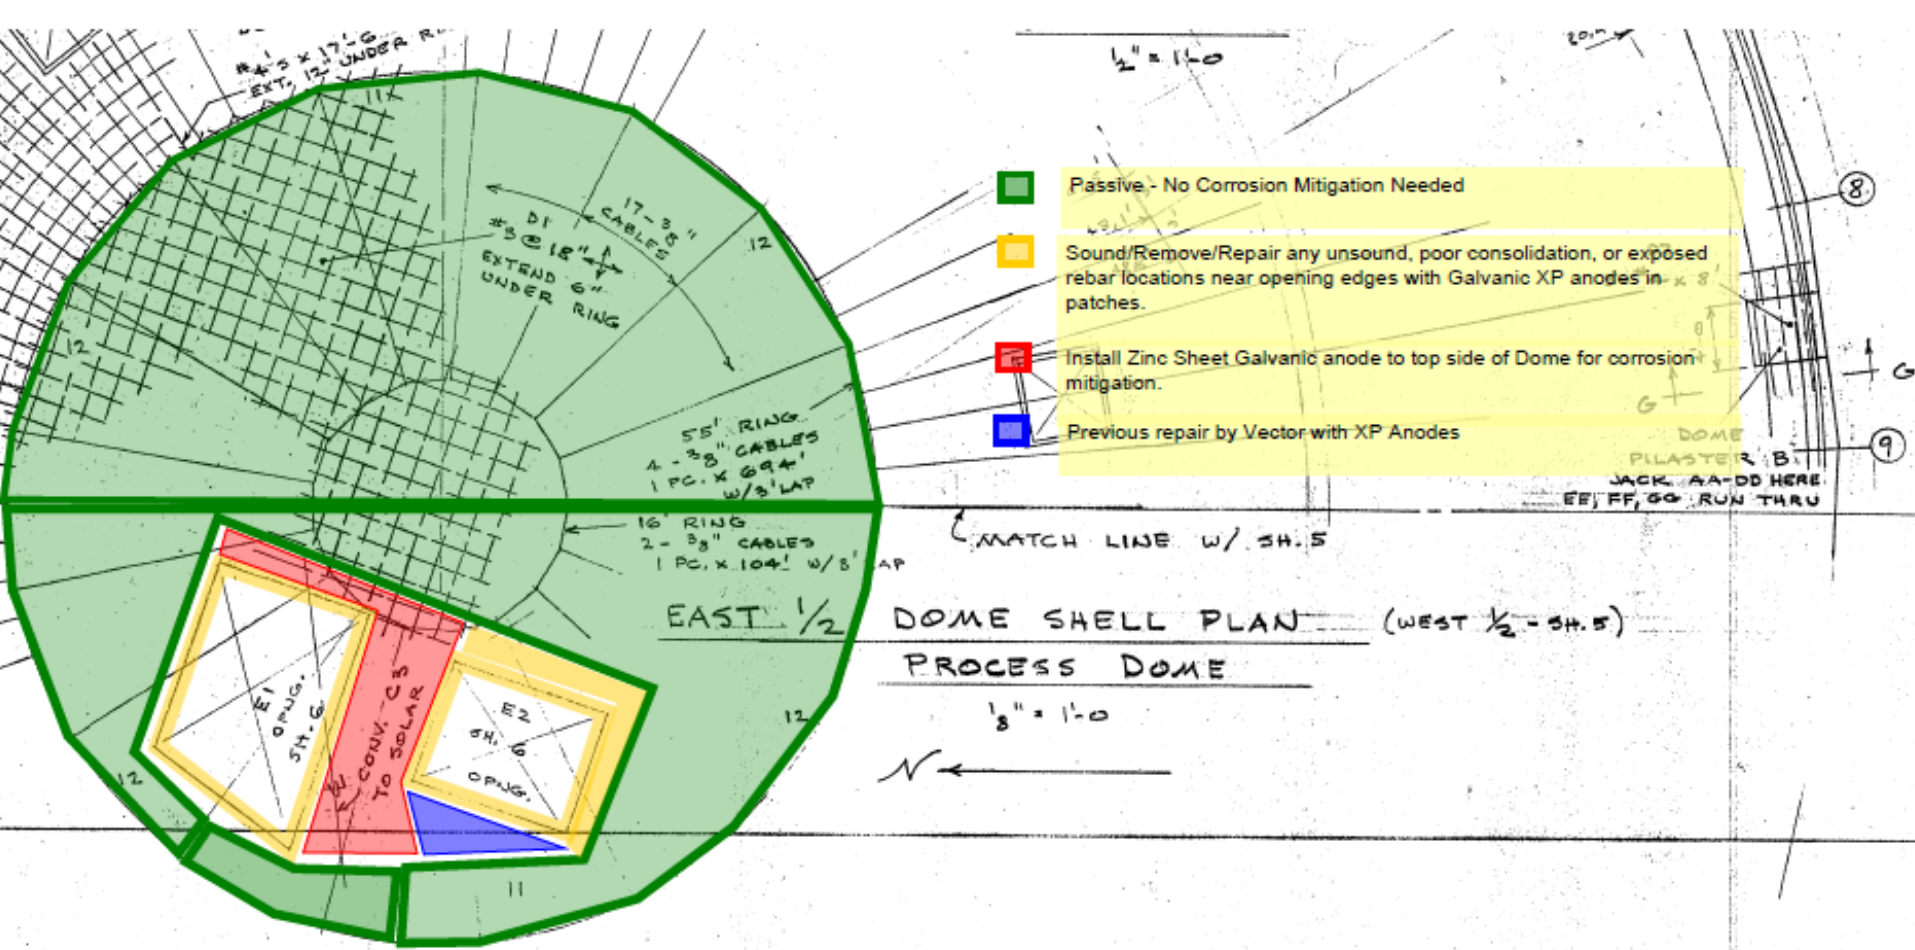 #4'S X 17'-6
EXT. 12" UNDER RI
11
1/2" = 1'-0
20'
8
Passive - No Corrosion Mitigation Needed
17-3/8"
CABLES
D1
#3 @ 18"
EXTEND 6"
UNDER RING
12
Sound/Remove/Repair any unsound, poor consolidation, or exposed
rebar locations near opening edges with Galvanic XP anodes in
patches.
x 8'
12
Install Zinc Sheet Galvanic anode to top side of Dome for corrosion
mitigation.
G
G
55' RING
4 - 3/8" CABLES
1 PC. X 694'
W/3' LAP
Previous repair by Vector with XP Anodes
DOME
PILASTER B.
JACK AA-DD HERE
EE, FF, GG RUN THRU
9
16' RING
2 - 3/8" CABLES
1 PC. X 104' W/3' LAP
MATCH LINE W/ SH.5
EAST 1/2
DOME SHELL PLAN (WEST 1/2 - SH.5)
PROCESS DOME
1/8" = 1'-0
N
E1
OPNG.
SH. 6
CONV. - C3
TO SOLAR
E2
SH. 6
OPNG.
12
12
11